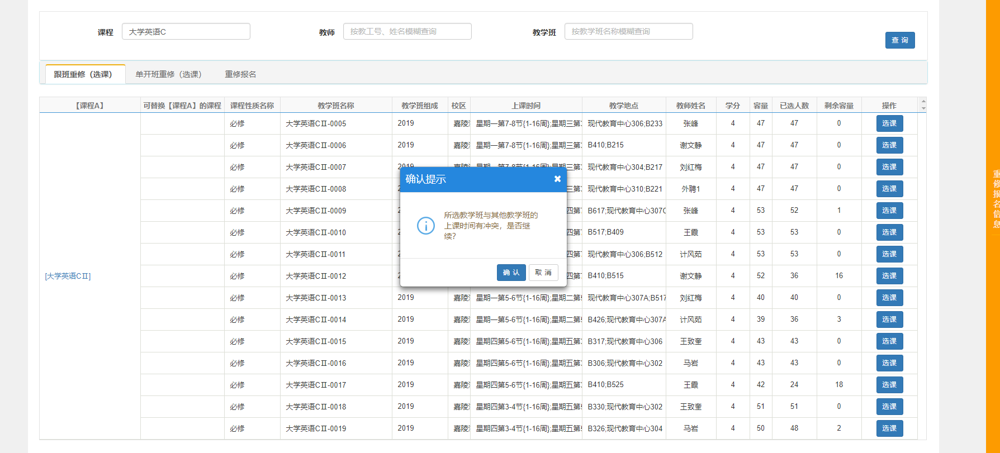 课程 大学英语C 教师 按教工号、姓名模糊查询 教学班 按教学班名称模糊查询
查 询
跟班重修（选课） 单开班重修（选课） 重修报名
【课程A】 可替换【课程A】的课程 课程性质名称 教学班名称 教学班组成 校区 上课时间 教学地点 教师姓名 学分 容量 已选人数 剩余容量 操作
必修 大学英语CⅡ-0005 2019 嘉陵 星期一第7-8节{1-16周};星期三第 现代教育中心306;B233 张峰 4 47 47 0 选课
必修 大学英语CⅡ-0006 2019 嘉陵 星期一第7-8节{1-16周};星期三第 B410;B215 谢文静 4 47 47 0 选课
必修 大学英语CⅡ-0007 2019 嘉陵 星期一第7-8节{1-16周};星期三第 现代教育中心304;B217 刘红梅 4 47 47 0 选课
必修 大学英语CⅡ-0008 三第 现代教育中心310;B221 外聘1 4 47 47 0 选课
必修 大学英语CⅡ-0009 四第 B617;现代教育中心307C 张峰 4 53 52 1 选课
必修 大学英语CⅡ-0010 四第 B517;B409 王霞 4 53 53 0 选课
必修 大学英语CⅡ-0011 四第 现代教育中心306;B512 计风茹 4 53 53 0 选课
[大学英语CⅡ] 必修 大学英语CⅡ-0012 四第 B410;B515 谢文静 4 52 36 16 选课
必修 大学英语CⅡ-0013 2019 嘉陵 星期一第5-6节{1-16周};星期二第 现代教育中心307A;B517 刘红梅 4 40 40 0 选课
必修 大学英语CⅡ-0014 2019 嘉陵 星期一第5-6节{1-16周};星期二第 B426;现代教育中心307A 计风茹 4 39 36 3 选课
必修 大学英语CⅡ-0015 2019 嘉陵 星期四第5-6节{1-16周};星期五第 B317;现代教育中心306 王致奎 4 43 43 0 选课
必修 大学英语CⅡ-0016 2019 嘉陵 星期四第5-6节{1-16周};星期五第 B306;现代教育中心302 马岩 4 43 43 0 选课
必修 大学英语CⅡ-0017 2019 嘉陵 星期四第5-6节{1-16周};星期五第 B410;B525 王霞 4 42 24 18 选课
必修 大学英语CⅡ-0018 2019 嘉陵 星期四第3-4节{1-16周};星期五第 B330;现代教育中心302 王致奎 4 51 51 0 选课
必修 大学英语CⅡ-0019 2019 嘉陵 星期四第3-4节{1-16周};星期五第 B326;现代教育中心304 马岩 4 50 48 2 选课
确认提示
所选教学班与其他教学班的
上课时间有冲突，是否继
续?
确 认 取 消
重修报名信息